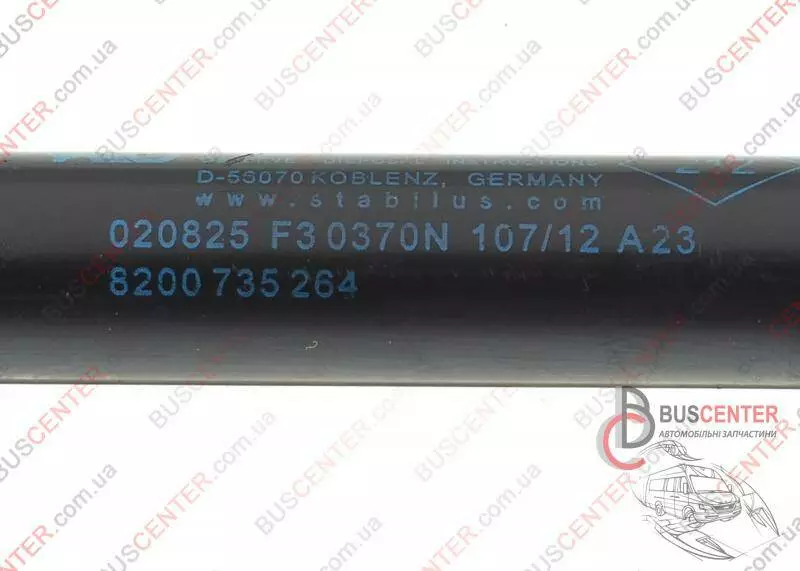 D-56070 KOBLENZ, GERMANY
www.stabilus.com
020825 F3 0370N 107/12 A 23
8200 735 264
BUSCENTER
АВТОМОБІЛЬНІ ЗАПЧАСТИНИ
BUSCENTER.com.ua